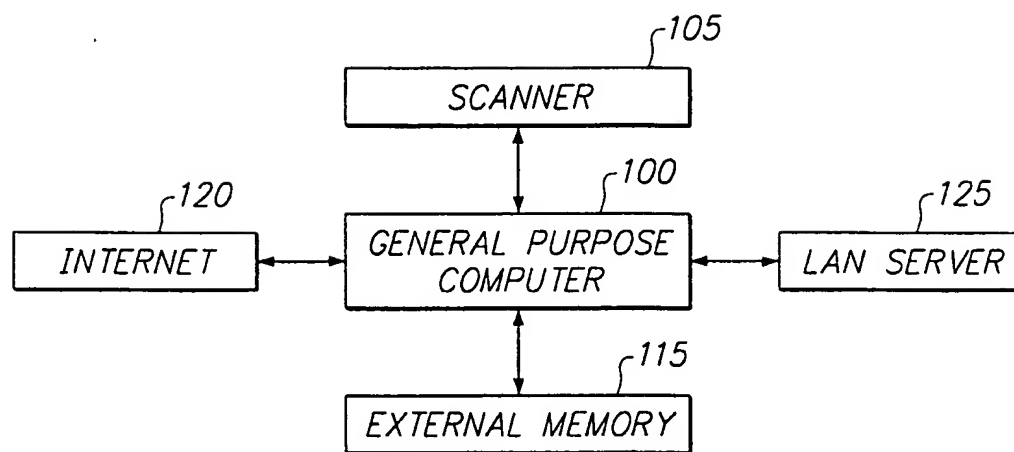 105
SCANNER
100
120
125
INTERNET
GENERAL PURPOSE
COMPUTER
LAN SERVER
115
EXTERNAL MEMORY